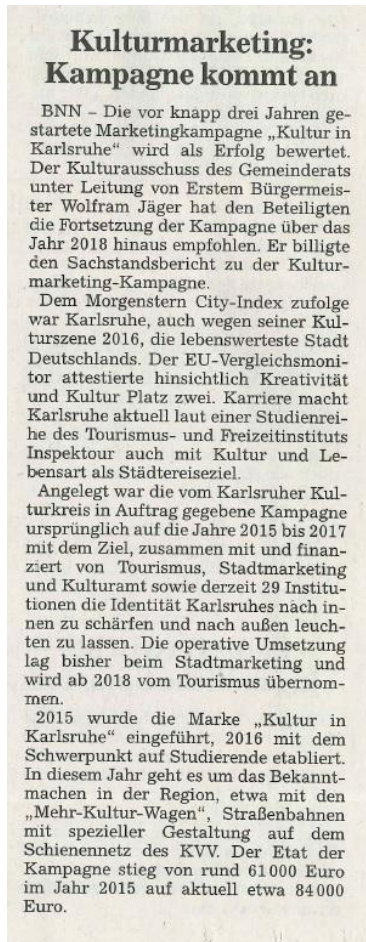 Kulturmarketing:
Kampagne kommt an
BNN – Die vor knapp drei Jahren ge-
startete Marketingkampagne „Kultur in
Karlsruhe“ wird als Erfolg bewertet.
Der Kulturausschuss des Gemeinderats
unter Leitung von Erstem Bürgermeis-
ter Wolfram Jäger hat den Beteiligten
die Fortsetzung der Kampagne über das
Jahr 2018 hinaus empfohlen. Er billigte
den Sachstandsbericht zu der Kultur-
marketing-Kampagne.
Dem Morgenstern City-Index zufolge
war Karlsruhe, auch wegen seiner Kul-
turszene 2016, die lebenswerteste Stadt
Deutschlands. Der EU-Vergleichsmoni-
tor attestierte hinsichtlich Kreativität
und Kultur Platz zwei. Karriere macht
Karlsruhe aktuell laut einer Studienrei-
he des Tourismus- und Freizeitinstituts
Inspektour auch mit Kultur und Le-
bensart als Städtereiseziel.
Angelegt war die vom Karlsruher Kul-
turkreis in Auftrag gegebene Kampagne
ursprünglich auf die Jahre 2015 bis 2017
mit dem Ziel, zusammen mit und finan-
ziert von Tourismus, Stadtmarketing
und Kulturamt sowie derzeit 29 Institu-
tionen die Identität Karlsruhes nach in-
nen zu schärfen und nach außen leuch-
ten zu lassen. Die operative Umsetzung
lag bisher beim Stadtmarketing und
wird ab 2018 vom Tourismus übernom-
men.
2015 wurde die Marke „Kultur in
Karlsruhe“ eingeführt, 2016 mit dem
Schwerpunkt auf Studierende etabliert.
In diesem Jahr geht es um das Bekannt-
machen in der Region, etwa mit den
„Mehr-Kultur-Wagen“, Straßenbahnen
mit spezieller Gestaltung auf dem
Schienennetz des KVV. Der Etat der
Kampagne stieg von rund 61 000 Euro
im Jahr 2015 auf aktuell etwa 84 000
Euro.